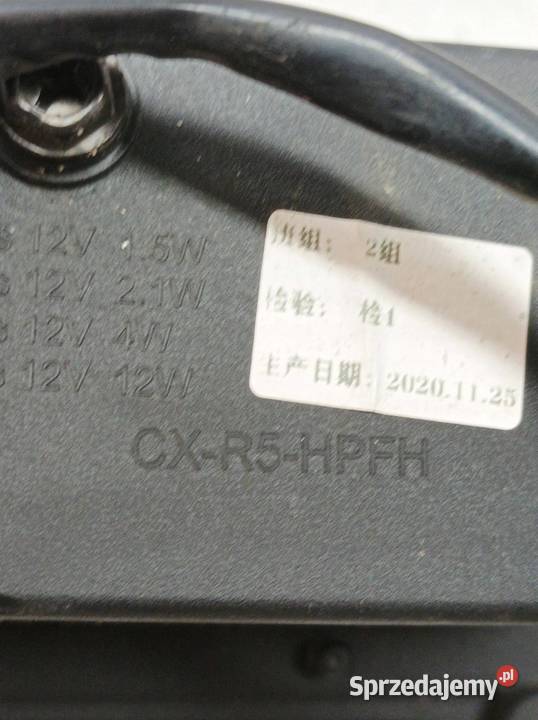 班组: 2组
检验: 检1
生产日期: 2020.11.25
12V 1.5W
12V 2.1W
12V 4W
12V 12W
CX-R5-HPFH
Sprzedajemy.pl